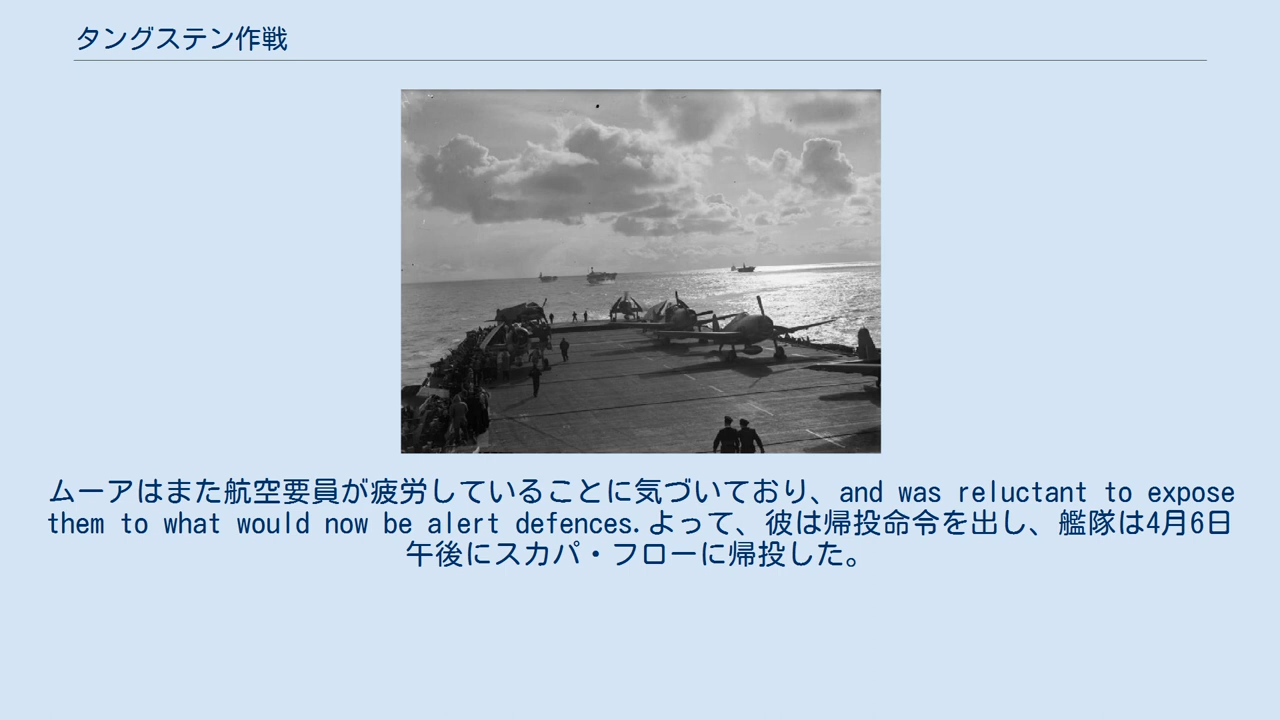 タングステン作戦
ムーアはまた航空要員が疲労していることに気づいており、and was reluctant to expose
them to what would now be alert defences.よって、彼は帰投命令を出し、艦隊は4月6日
午後にスカパ・フローに帰投した。